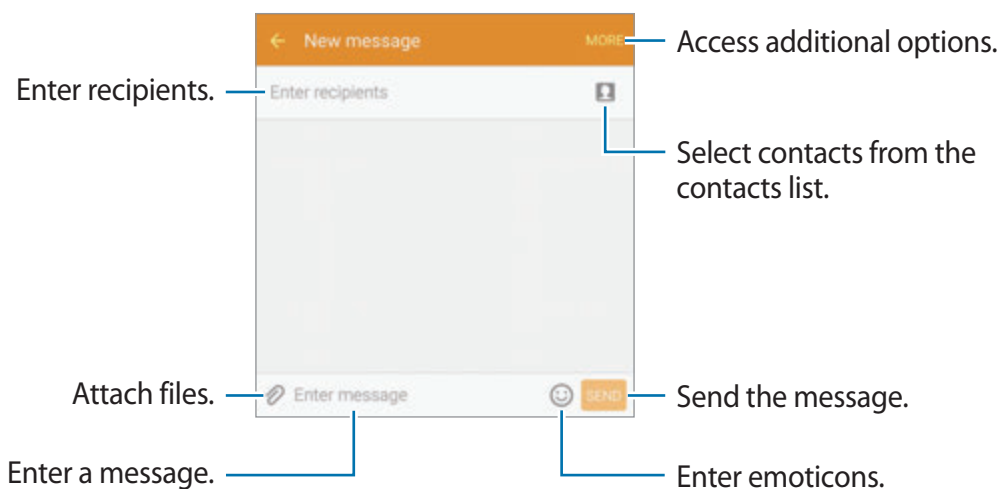 New message
MORE
Access additional options.
Enter recipients.
Enter recipients
Select contacts from the
contacts list.
Attach files.
Enter message
SEND
Send the message.
Enter a message.
Enter emoticons.